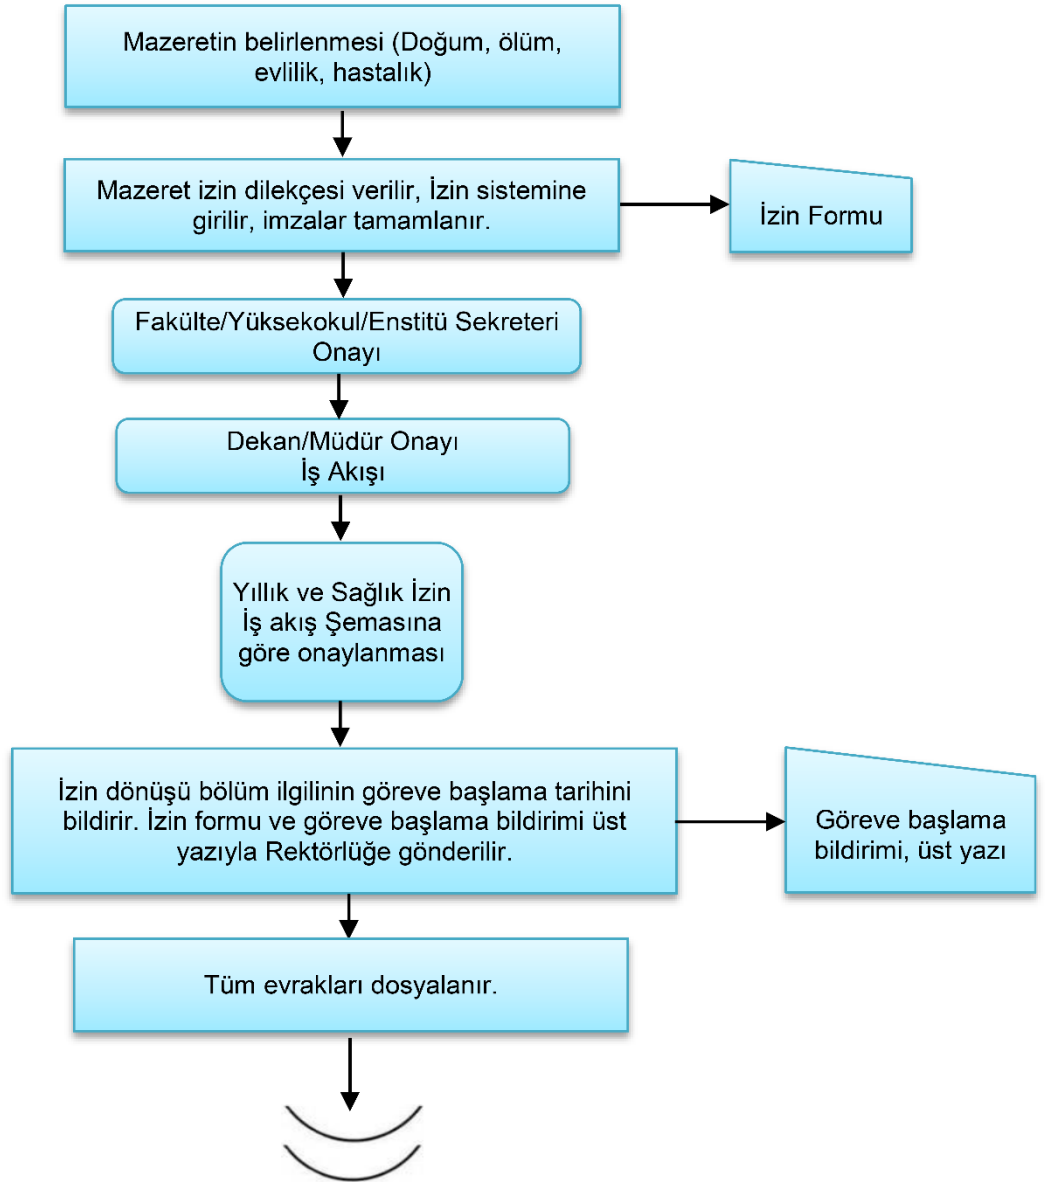 Mazeretin belirlenmesi (Doğum, ölüm,
evlilik, hastalık)
Mazeret izin dilekçesi verilir, İzin sistemine
girilir, imzalar tamamlanır.
İzin Formu
Fakülte/Yüksekokul/Enstitü Sekreteri
Onayı
Dekan/Müdür Onayı
İş Akışı
Yıllık ve Sağlık İzin
İş akış Şemasına
göre onaylanması
İzin dönüşü bölüm ilgilinin göreve başlama tarihini
bildirir. İzin formu ve göreve başlama bildirimi üst
yazıyla Rektörlüğe gönderilir.
Göreve başlama
bildirimi, üst yazı
Tüm evrakları dosyalanır.